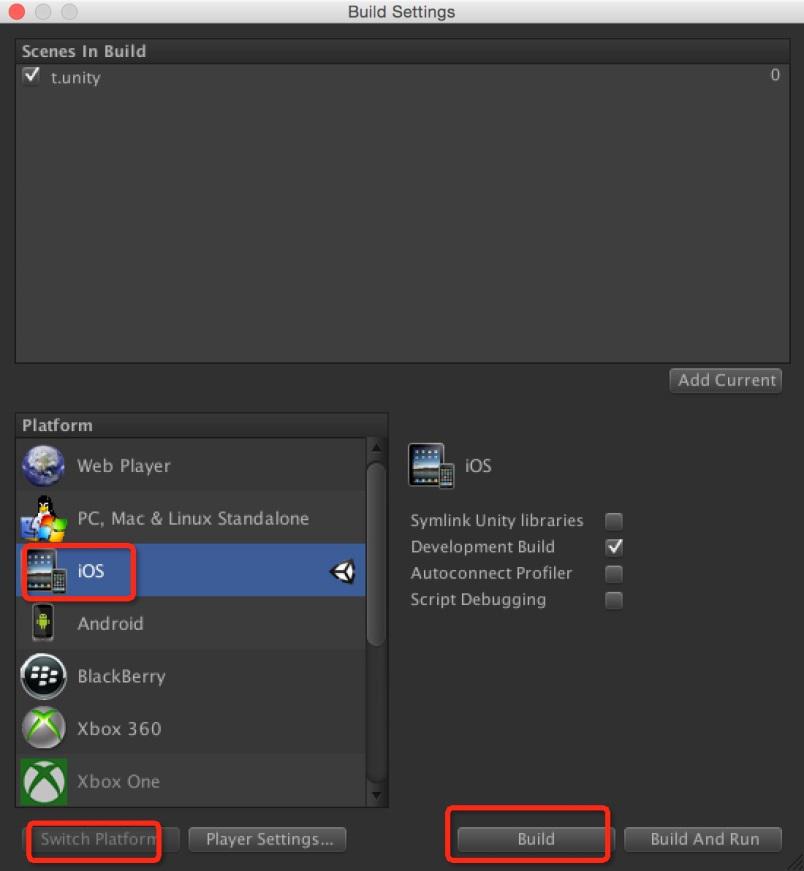 Build Settings
Scenes In Build
t.unity 0
Add Current
Platform
Web Player
PC, Mac & Linux Standalone
iOS
Android
BlackBerry
Xbox 360
Xbox One
iOS
Symlink Unity libraries
Development Build
Autoconnect Profiler
Script Debugging
Switch Platform Player Settings... Build Build And Run